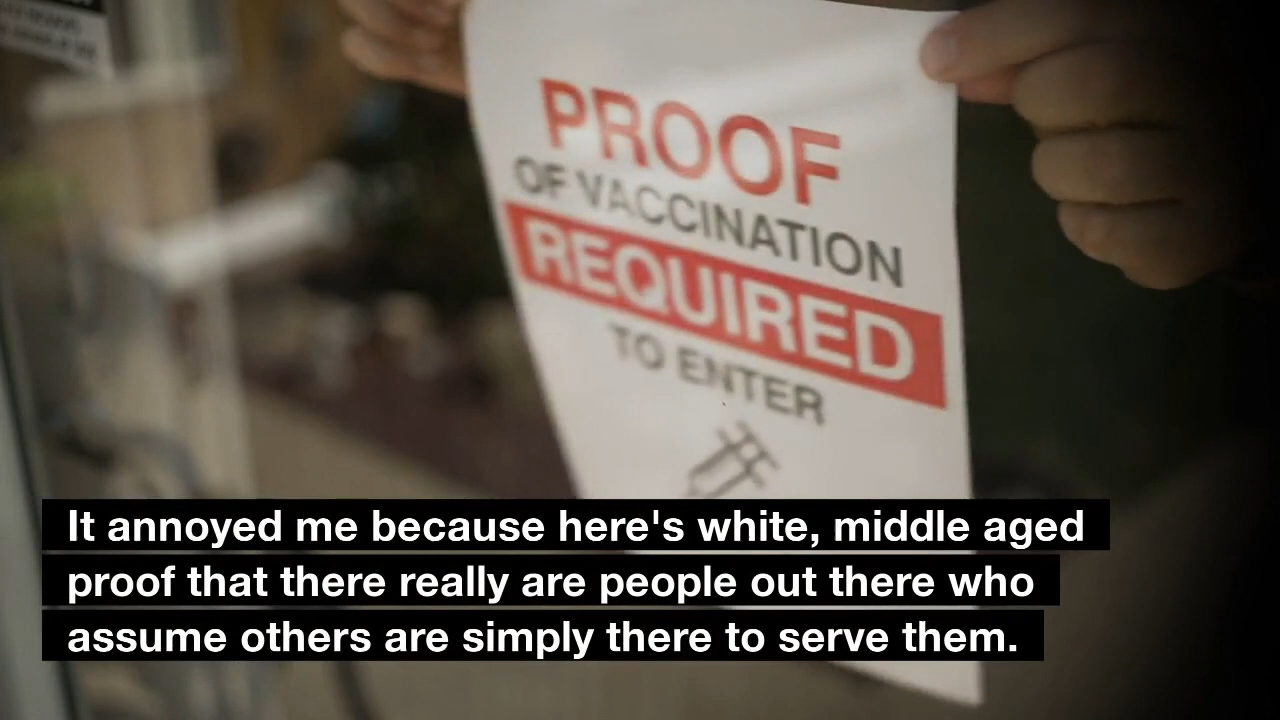 PROOF
OF VACCINATION
REQUIRED
TO ENTER
It annoyed me because here's white, middle aged
proof that there really are people out there who
assume others are simply there to serve them.